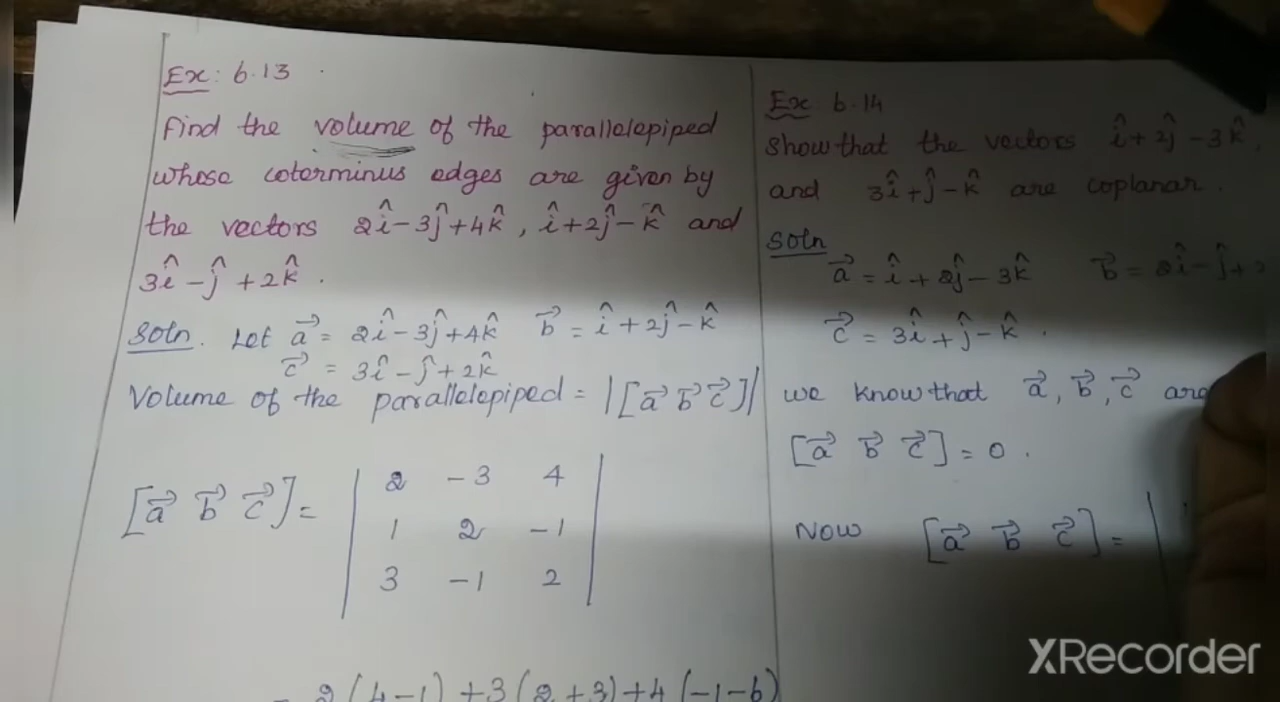 Ex: 6.13
Find the volume of the parallelepiped
whose coterminus edges are given by
the vectors 2î-3ĵ+4k̂, î+2ĵ-k̂ and
3î-ĵ+2k̂.
Soln. Let a⃗ = 2î-3ĵ+4k̂ b⃗ = î+2ĵ-k̂
c⃗ = 3î-ĵ+2k̂
Volume of the parallelepiped = |[a⃗ b⃗ c⃗]|
[a⃗ b⃗ c⃗] = | 2 -3 4 |
1 2 -1
3 -1 2
= 2(4-1)+3(2+3)+4(-1-6)
Ex 6.14
Show that the vectors î+2ĵ-3k̂,
and 3î+ĵ-k̂ are coplanar.
Soln
a⃗ = î+2ĵ-3k̂ b⃗ = 2î-ĵ+
c⃗ = 3î+ĵ-k̂.
we know that a⃗, b⃗, c⃗ are
[a⃗ b⃗ c⃗] = 0.
Now [a⃗ b⃗ c⃗] = |
XRecorder